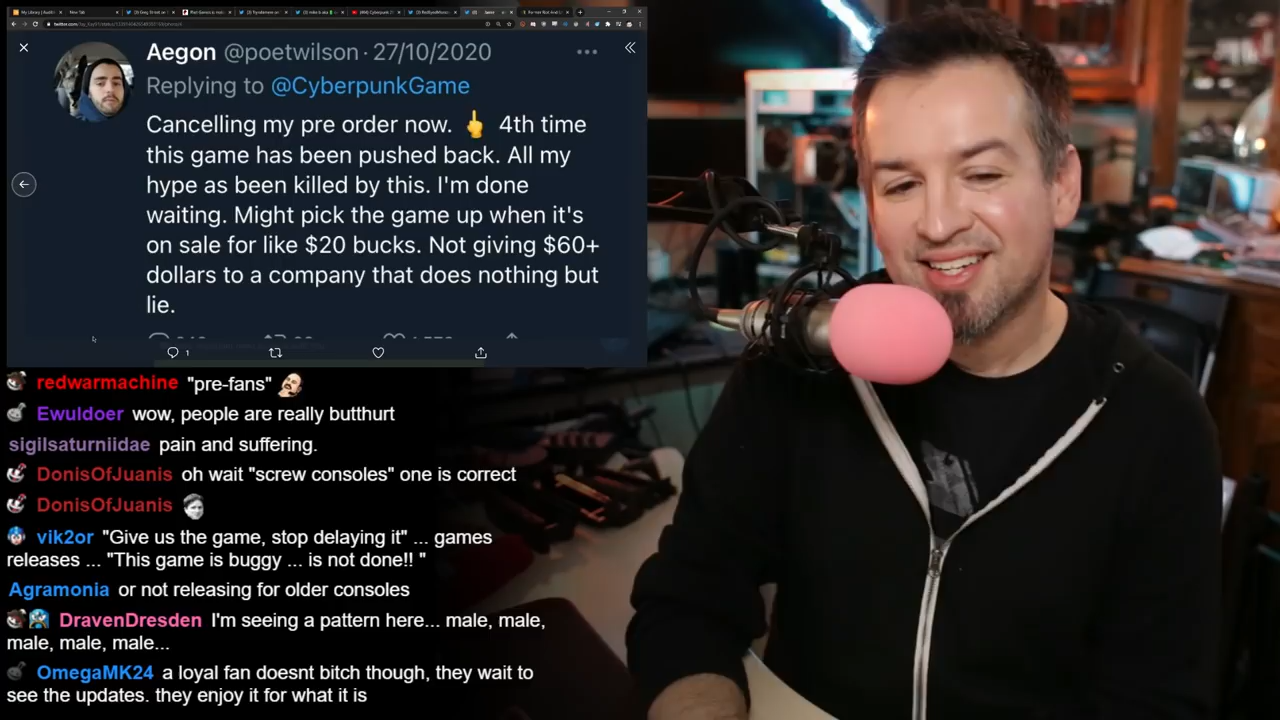 Aegon @poetwilson · 27/10/2020
Replying to @CyberpunkGame
Cancelling my pre order now. 🖕 4th time
this game has been pushed back. All my
hype as been killed by this. I'm done
waiting. Might pick the game up when it's
on sale for like $20 bucks. Not giving $60+
dollars to a company that does nothing but
lie.
1
redwarmachine "pre-fans"
Ewuldoer wow, people are really butthurt
sigilsaturniidae pain and suffering.
DonisOfJuanis oh wait "screw consoles" one is correct
DonisOfJuanis
vik2or "Give us the game, stop delaying it" ... games
releases ... "This game is buggy ... is not done!! "
Agramonia or not releasing for older consoles
DravenDresden I'm seeing a pattern here... male, male,
male, male, male...
OmegaMK24 a loyal fan doesnt bitch though, they wait to
see the updates. they enjoy it for what it is